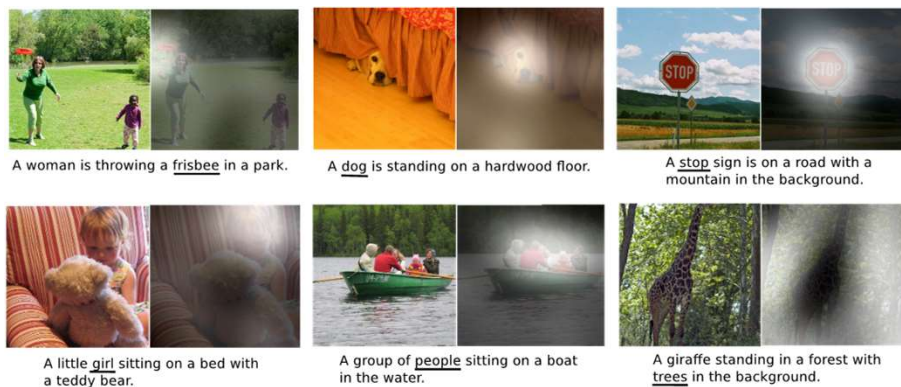 STOP
STOP
A woman is throwing a frisbee in a park.
A dog is standing on a hardwood floor.
A stop sign is on a road with a
mountain in the background.
A little girl sitting on a bed with
a teddy bear.
A group of people sitting on a boat
in the water.
A giraffe standing in a forest with
trees in the background.